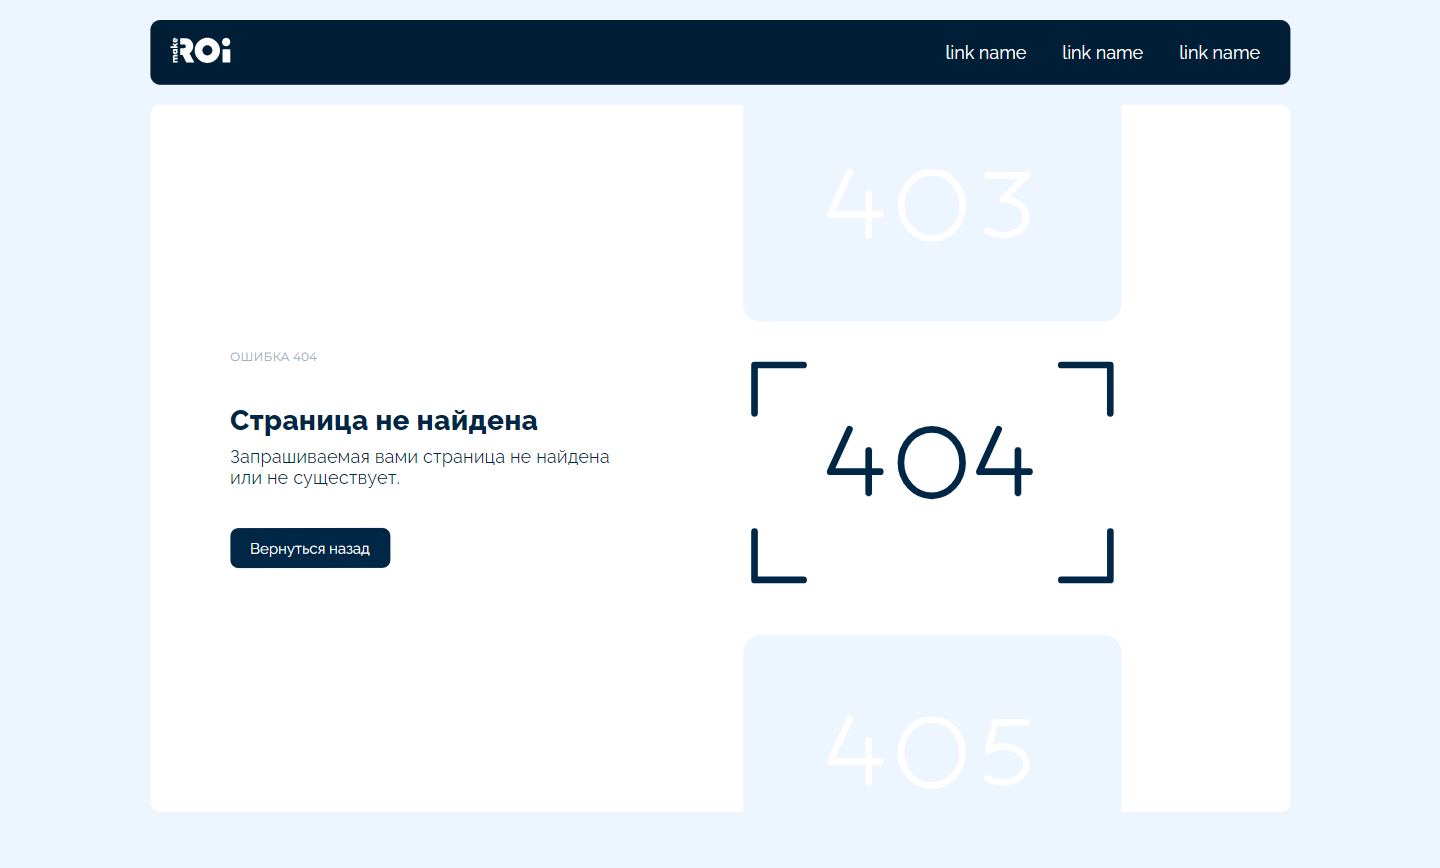 make
ROi
link name
link name
link name
403
ОШИБКА 404
Страница не найдена
Запрашиваемая вами страница не найдена
или не существует.
Вернуться назад
404
405